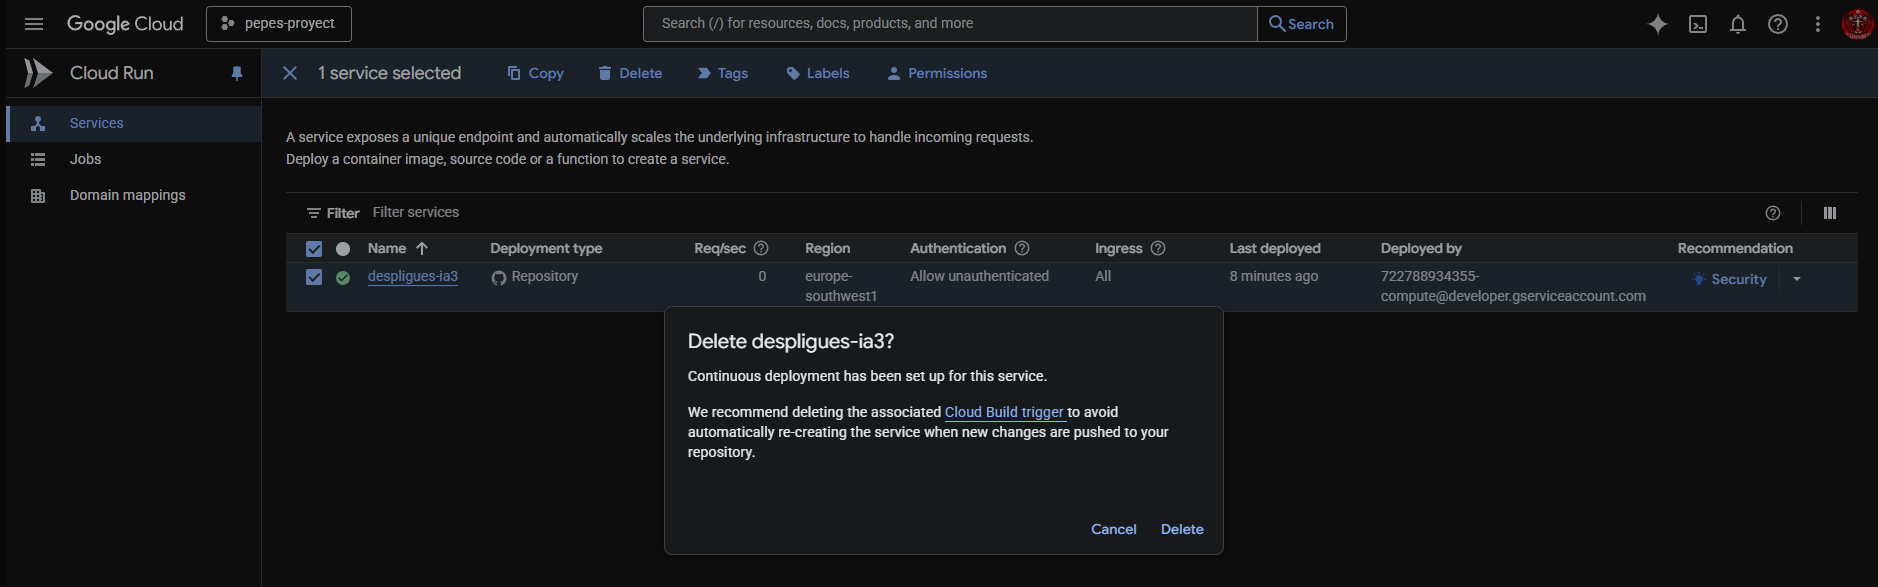 Google Cloud
pepes-proyect
Search (/) for resources, docs, products, and more
Search
Cloud Run
1 service selected
Copy
Delete
Tags
Labels
Permissions
Services
Jobs
Domain mappings
A service exposes a unique endpoint and automatically scales the underlying infrastructure to handle incoming requests.
Deploy a container image, source code or a function to create a service.
Filter Filter services
Name Deployment type Req/sec Region Authentication Ingress Last deployed Deployed by Recommendation
despligues-ia3 Repository 0 europe- Allow unauthenticated All 8 minutes ago 722788934355- Security
southwest1 compute@developer.gserviceaccount.com
Delete despligues-ia3?
Continuous deployment has been set up for this service.
We recommend deleting the associated Cloud Build trigger to avoid
automatically re-creating the service when new changes are pushed to your
repository.
Cancel Delete